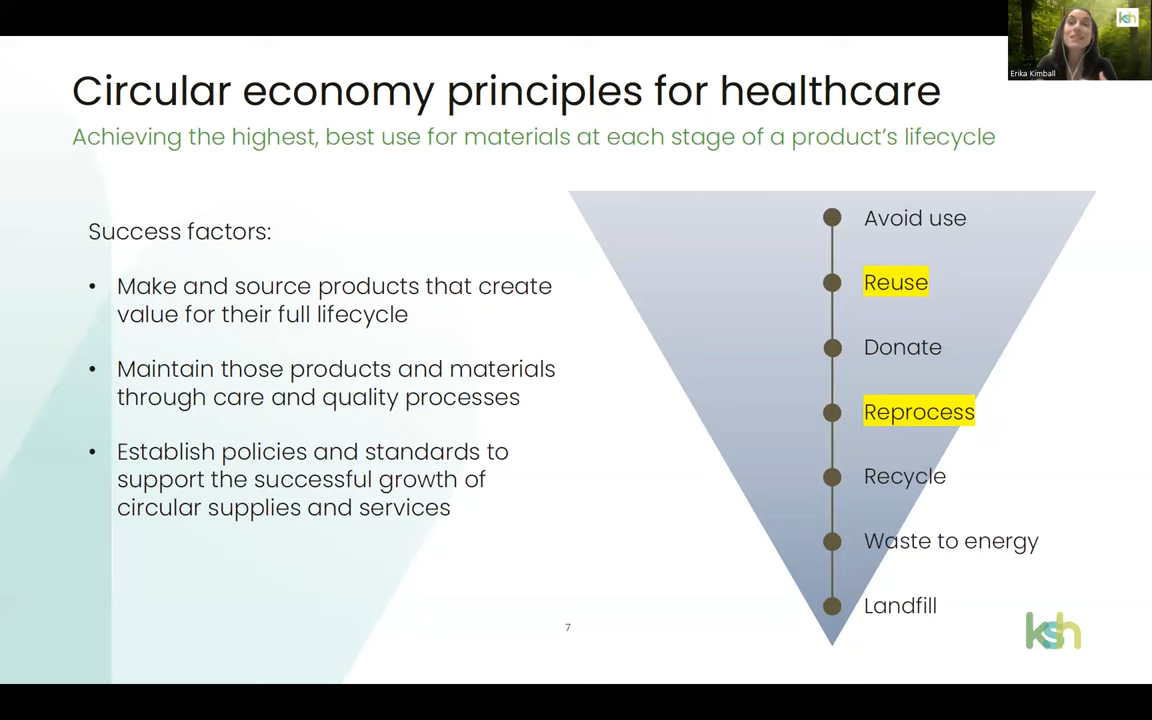 ksh
Erika Kimball
Circular economy principles for healthcare
Achieving the highest, best use for materials at each stage of a product's lifecycle
Success factors:
• Make and source products that create
value for their full lifecycle
• Maintain those products and materials
through care and quality processes
• Establish policies and standards to
support the successful growth of
circular supplies and services
Avoid use
Reuse
Donate
Reprocess
Recycle
Waste to energy
Landfill
7
ksh